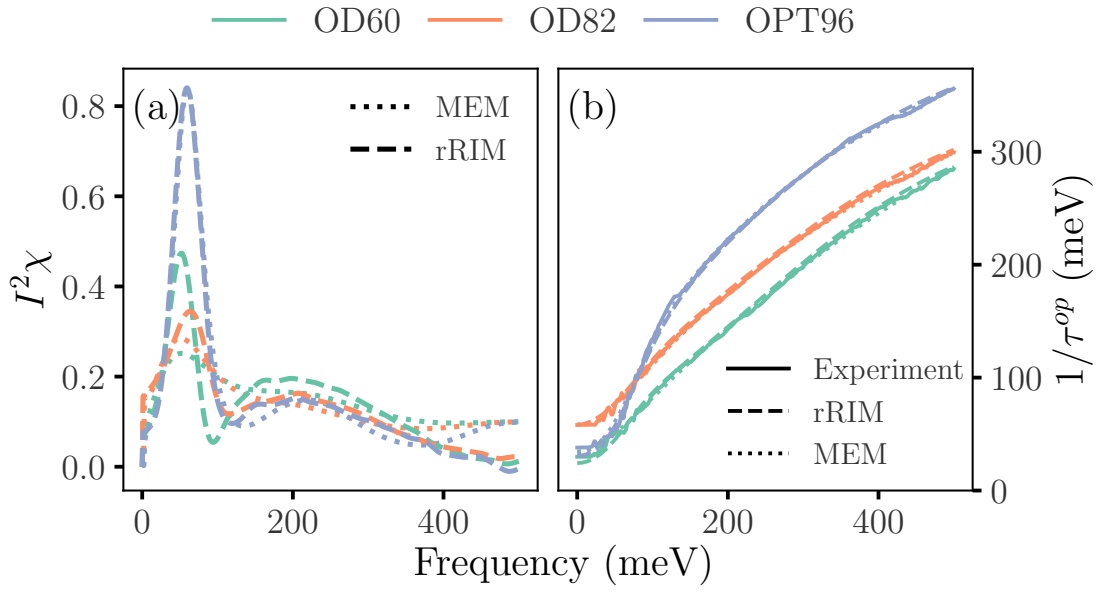 OD60 OD82 OPT96
(a)
MEM
rRIM
0.8
0.6
0.4
0.2
0.0
I²χ
0 200 400
(b)
Experiment
rRIM
MEM
300
200
100
0
1/τ^{op} (meV)
0 200 400
Frequency (meV)